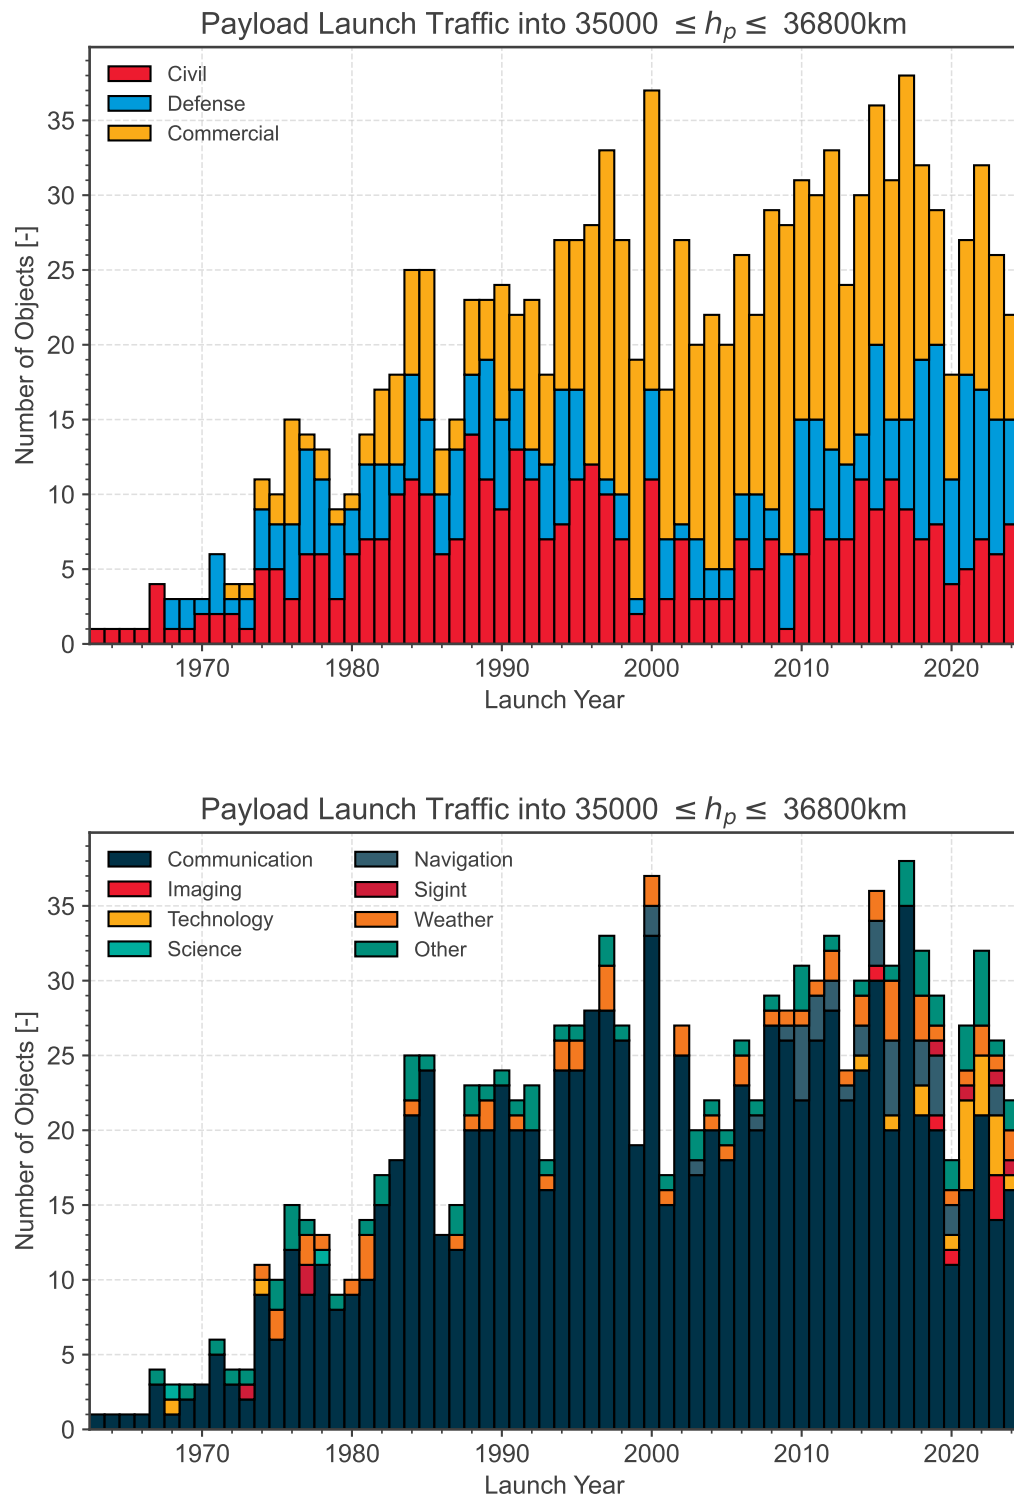 Payload Launch Traffic into 35000 ≤ hₚ ≤ 36800km
Civil
Defense
Commercial
Number of Objects [-]
35
30
25
20
15
10
5
0
1970 1980 1990 2000 2010 2020
Launch Year
Payload Launch Traffic into 35000 ≤ hₚ ≤ 36800km
Communication Navigation
Imaging Sigint
Technology Weather
Science Other
Number of Objects [-]
35
30
25
20
15
10
5
0
1970 1980 1990 2000 2010 2020
Launch Year